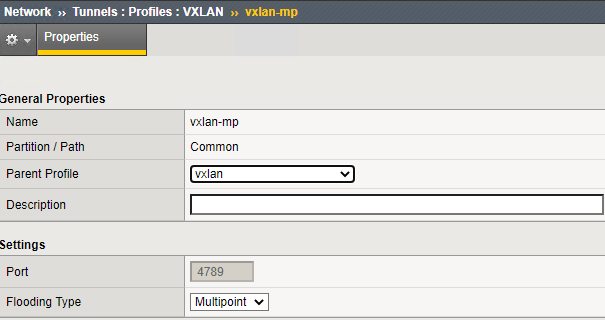 Network ›› Tunnels : Profiles : VXLAN ›› vxlan-mp
Properties
General Properties
Name vxlan-mp
Partition / Path Common
Parent Profile vxlan
Description
Settings
Port 4789
Flooding Type Multipoint